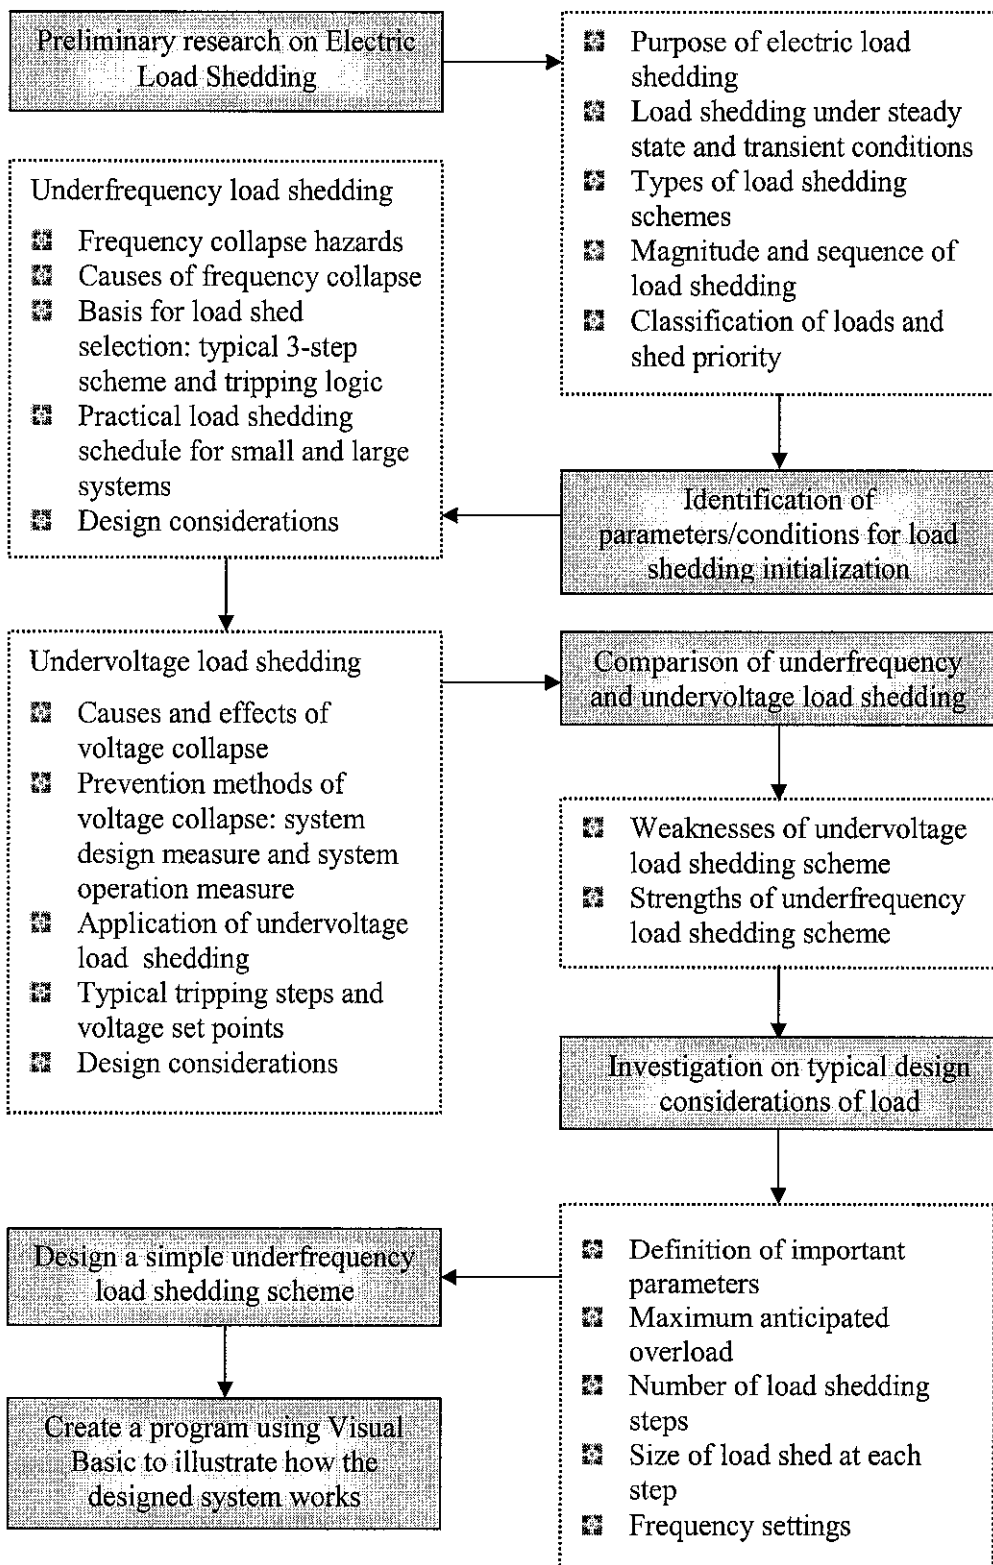 Preliminary research on Electric
Load Shedding
Purpose of electric load
shedding
Load shedding under steady
state and transient conditions
Types of load shedding
schemes
Magnitude and sequence of
load shedding
Classification of loads and
shed priority
Identification of
parameters/conditions for load
shedding initialization
Underfrequency load shedding
Frequency collapse hazards
Causes of frequency collapse
Basis for load shed
selection: typical 3-step
scheme and tripping logic
Practical load shedding
schedule for small and large
systems
Design considerations
Undervoltage load shedding
Causes and effects of
voltage collapse
Prevention methods of
voltage collapse: system
design measure and system
operation measure
Application of undervoltage
load shedding
Typical tripping steps and
voltage set points
Design considerations
Comparison of underfrequency
and undervoltage load shedding
Weaknesses of undervoltage
load shedding scheme
Strengths of underfrequency
load shedding scheme
Investigation on typical design
considerations of load
Definition of important
parameters
Maximum anticipated
overload
Number of load shedding
steps
Size of load shed at each
step
Frequency settings
Design a simple underfrequency
load shedding scheme
Create a program using Visual
Basic to illustrate how the
designed system works